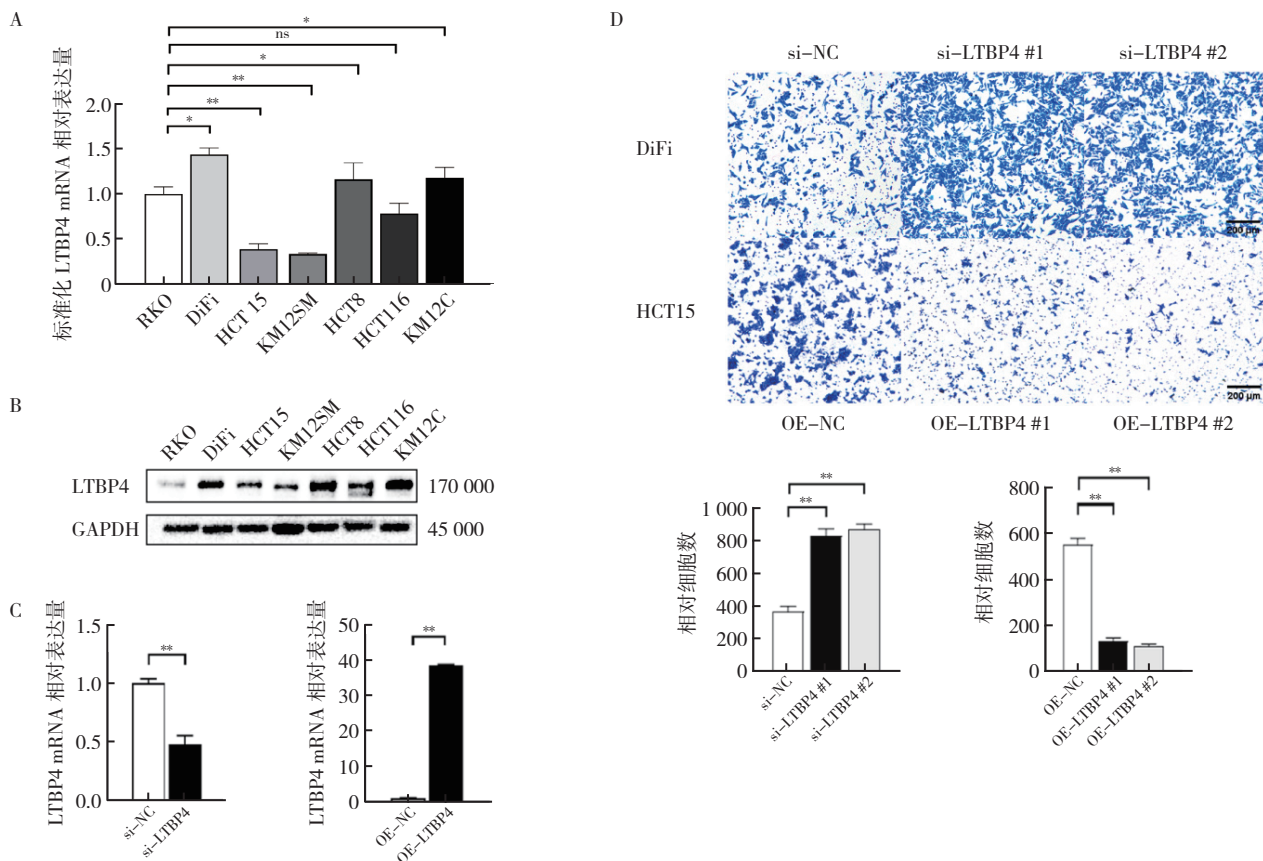 A
*
ns
*
**
**
*
标准化 LTBP4 mRNA 相对表达量
2.0
1.5
1.0
0.5
0
RKO
DiFi
HCT 15
KM12SM
HCT8
HCT116
KM12C
B
RKO
DiFi
HCT15
KM12SM
HCT8
HCT116
KM12C
LTBP4
170 000
GAPDH
45 000
C
LTBP4 mRNA 相对表达量
1.5
1.0
0.5
0.0
**
si-NC
si-LTBP4
LTBP4 mRNA 相对表达量
50
40
30
20
10
0
**
OE-NC
OE-LTBP4
D
si-NC
si-LTBP4 #1
si-LTBP4 #2
DiFi
200 μm
HCT15
200 μm
OE-NC
OE-LTBP4 #1
OE-LTBP4 #2
相对细胞数
1 000
800
600
400
200
0
**
**
si-NC
si-LTBP4 #1
si-LTBP4 #2
相对细胞数
800
600
400
200
0
**
**
OE-NC
OE-LTBP4 #1
OE-LTBP4 #2